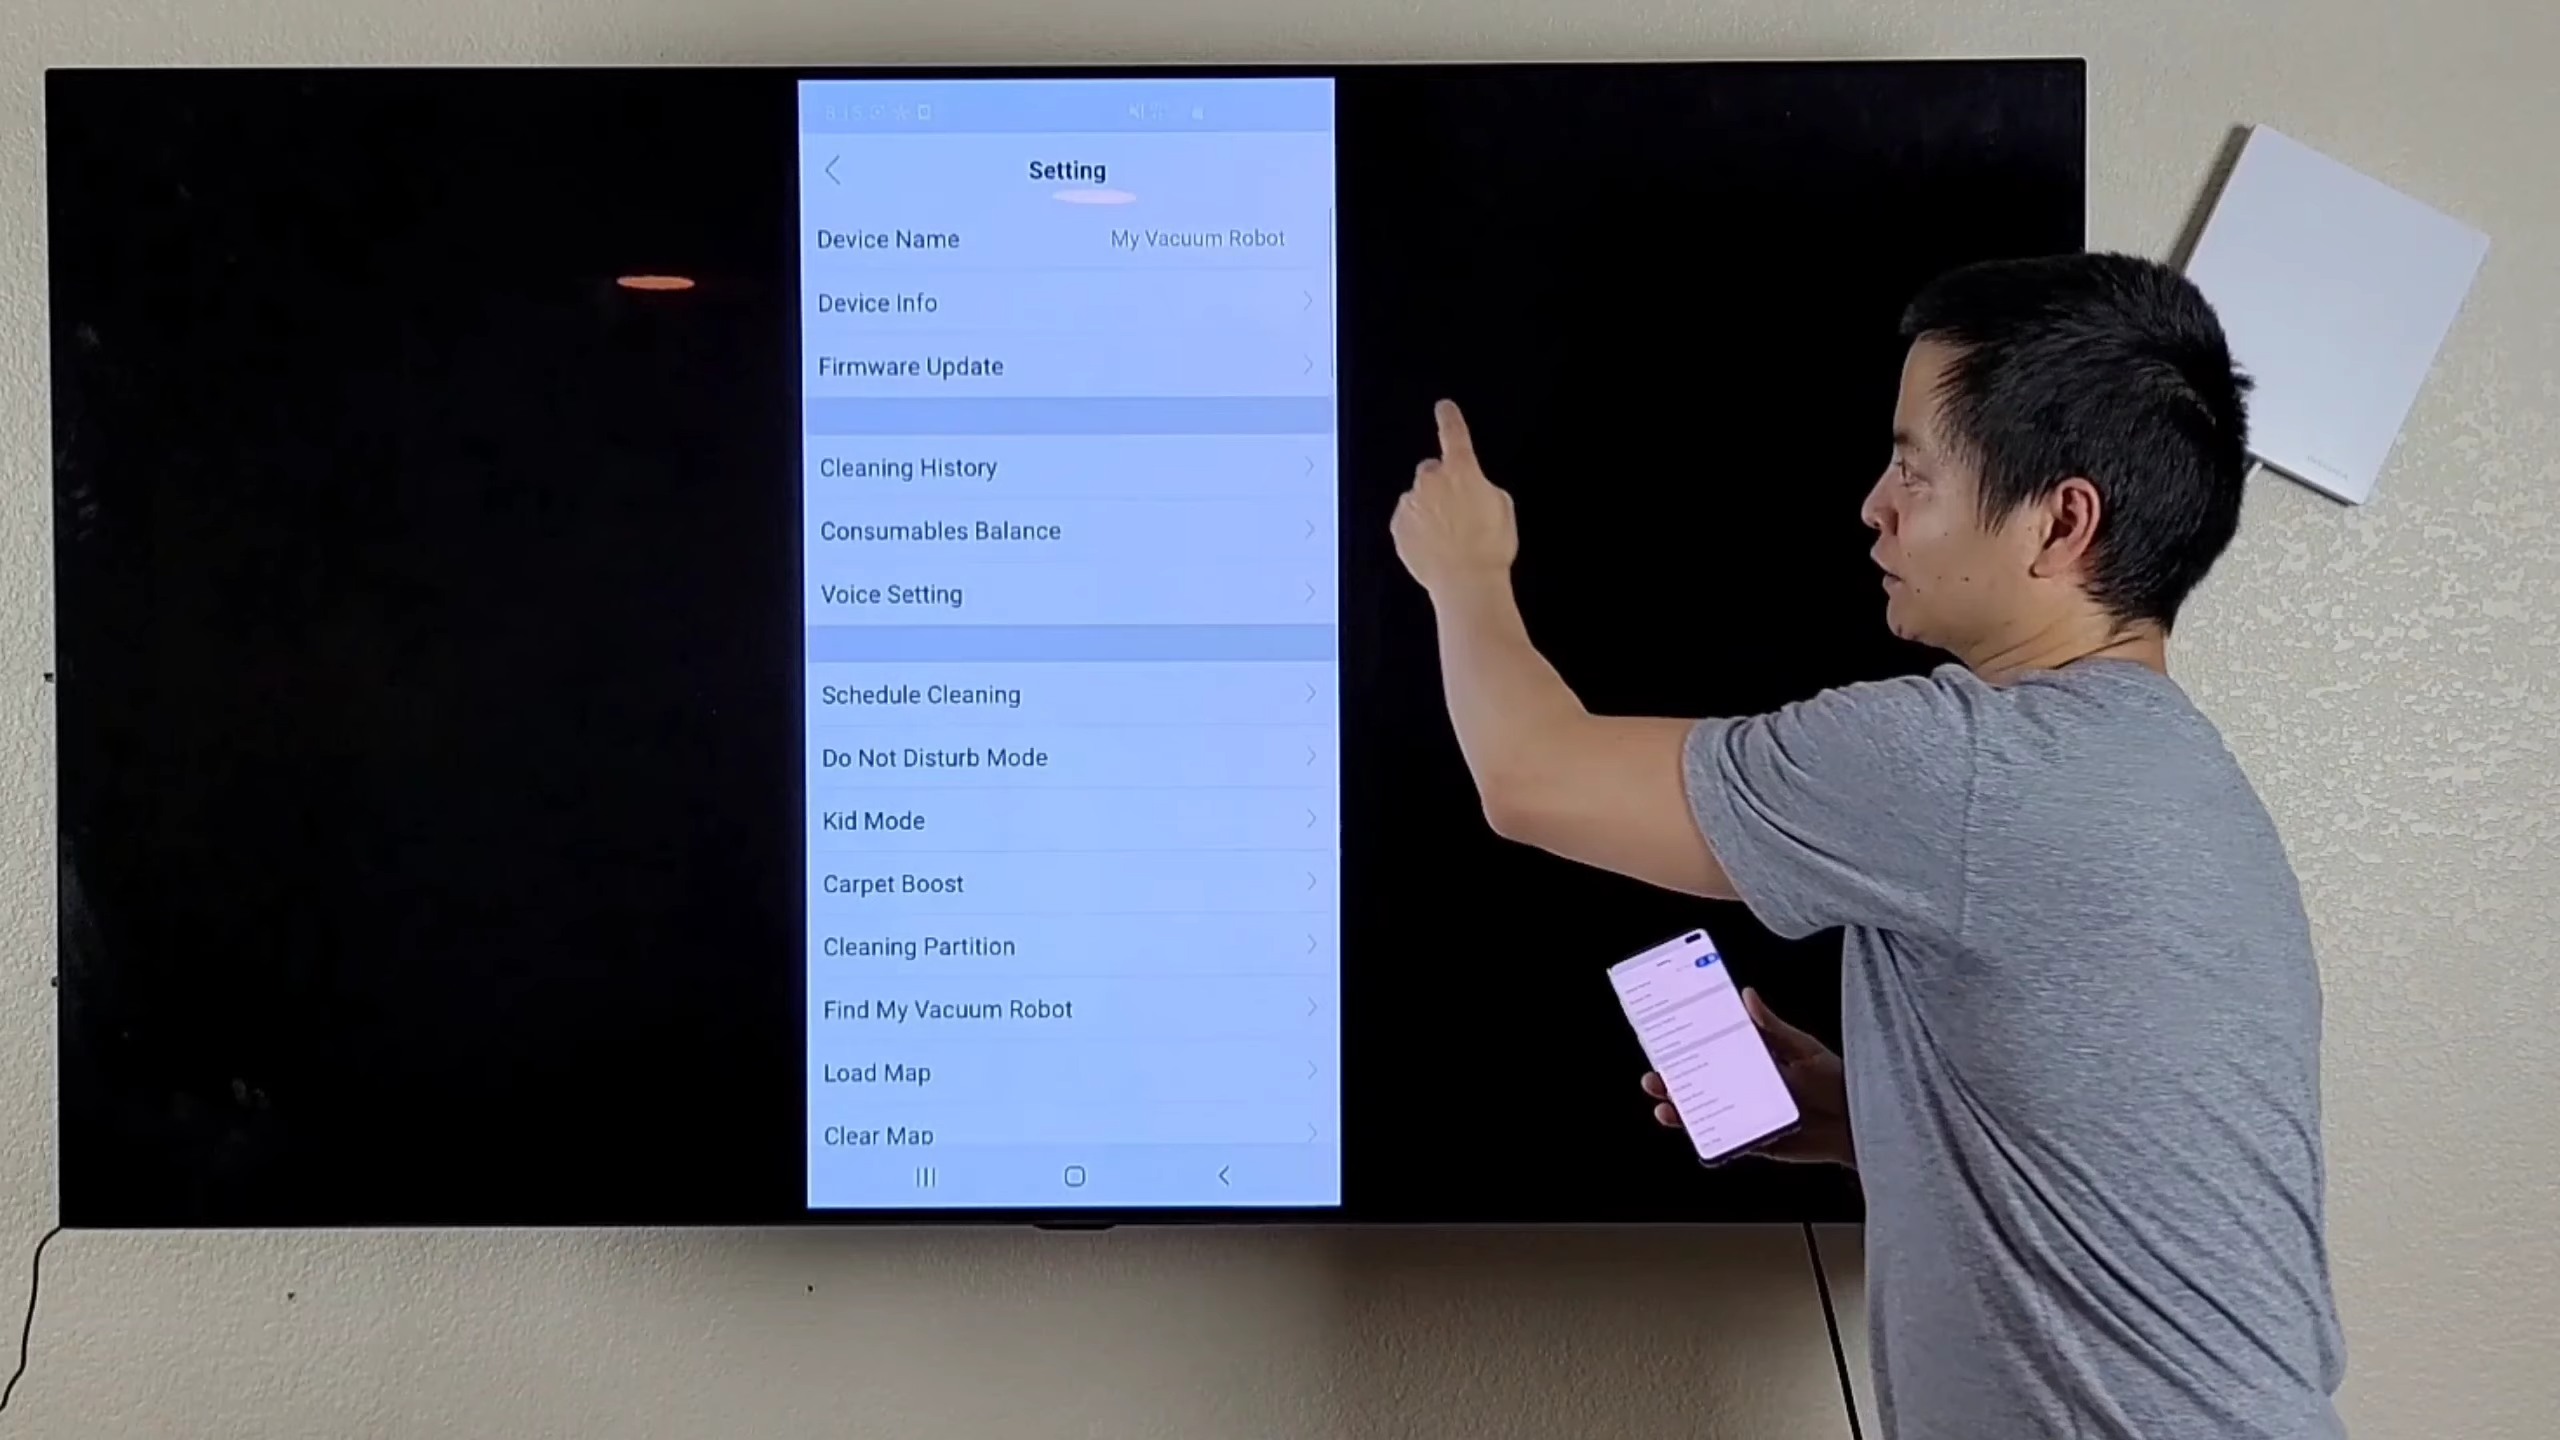 Setting
Device Name My Vacuum Robot
Device Info
Firmware Update
Cleaning History
Consumables Balance
Voice Setting
Schedule Cleaning
Do Not Disturb Mode
Kid Mode
Carpet Boost
Cleaning Partition
Find My Vacuum Robot
Load Map
Clear Map